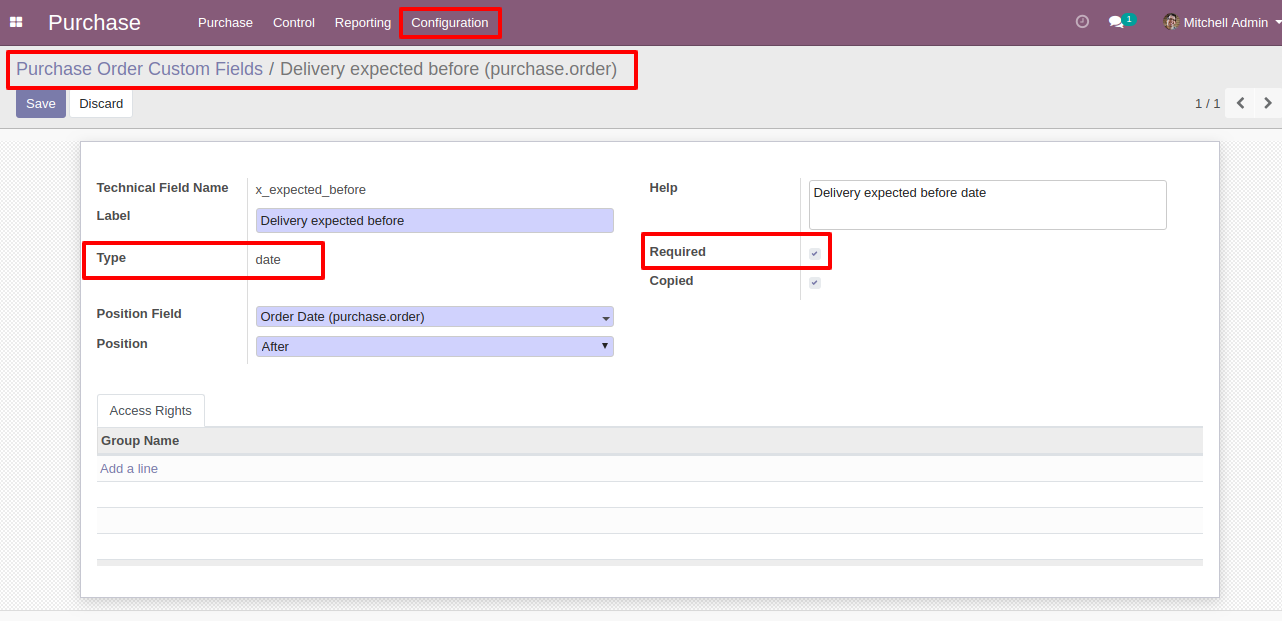 Purchase Purchase Control Reporting Configuration 1 Mitchell Admin
Purchase Order Custom Fields / Delivery expected before (purchase.order)
Save Discard 1 / 1
Technical Field Name x_expected_before Help Delivery expected before date
Label Delivery expected before
Type date Required
Copied
Position Field Order Date (purchase.order)
Position After
Access Rights
Group Name
Add a line